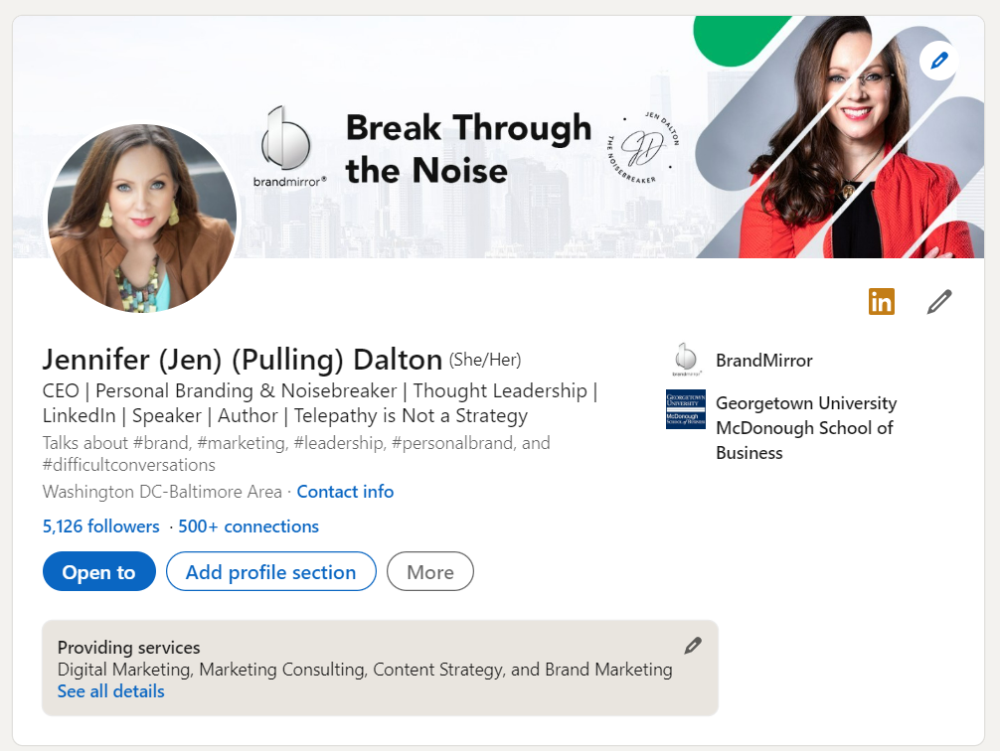 brandmirror®
Break Through
the Noise
JEN DALTON
JD
THE NOISEBREAKER
in
Jennifer (Jen) (Pulling) Dalton (She/Her)
CEO | Personal Branding & Noisebreaker | Thought Leadership |
LinkedIn | Speaker | Author | Telepathy is Not a Strategy
Talks about #brand, #marketing, #leadership, #personalbrand, and
#difficultconversations
Washington DC-Baltimore Area · Contact info
5,126 followers · 500+ connections
Open to
Add profile section
More
brandmirror
BrandMirror
GEORGETOWN
UNIVERSITY
McDonough
SCHOOL of BUSINESS
Georgetown University
McDonough School of
Business
Providing services
Digital Marketing, Marketing Consulting, Content Strategy, and Brand Marketing
See all details